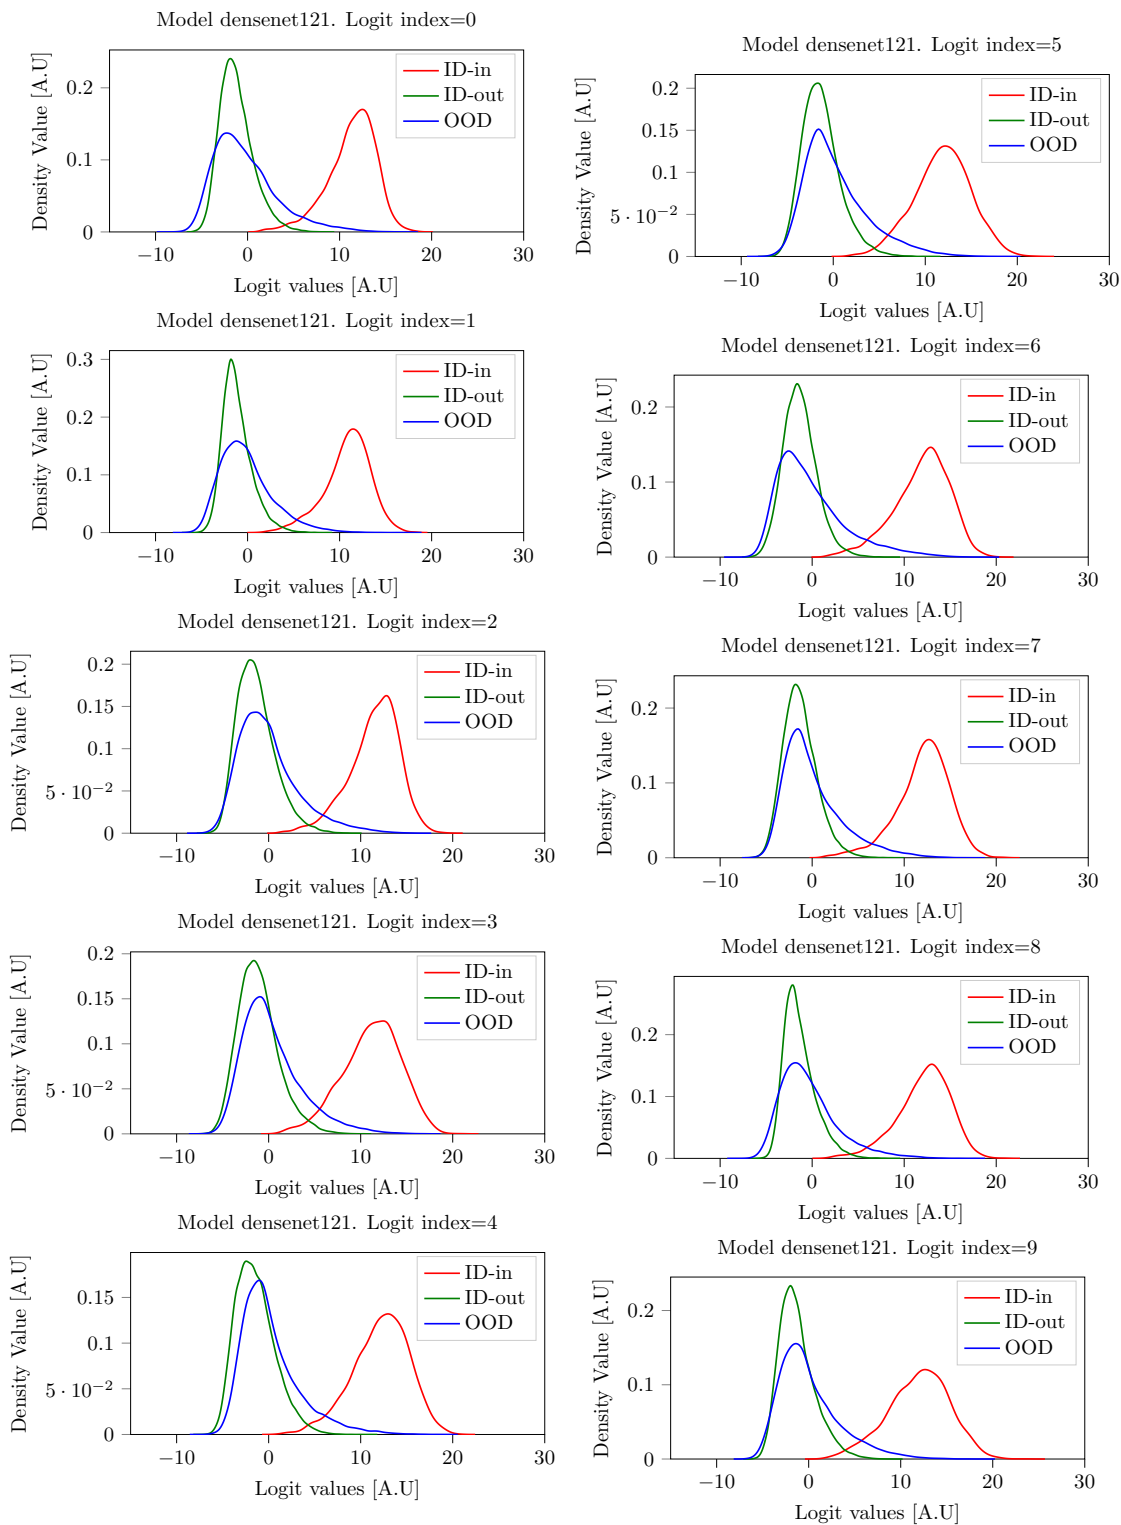 Model densenet121. Logit index=0
Density Value [A.U]
0.2
0.1
0
ID-in
ID-out
OOD
−10 0 10 20 30
Logit values [A.U]
Model densenet121. Logit index=1
Density Value [A.U]
0.3
0.2
0.1
0
ID-in
ID-out
OOD
−10 0 10 20 30
Logit values [A.U]
Model densenet121. Logit index=2
Density Value [A.U]
0.2
0.15
0.1
5 · 10−2
0
ID-in
ID-out
OOD
−10 0 10 20 30
Logit values [A.U]
Model densenet121. Logit index=3
Density Value [A.U]
0.2
0.15
0.1
5 · 10−2
0
ID-in
ID-out
OOD
−10 0 10 20 30
Logit values [A.U]
Model densenet121. Logit index=4
Density Value [A.U]
0.15
0.1
5 · 10−2
0
ID-in
ID-out
OOD
−10 0 10 20 30
Logit values [A.U]
Model densenet121. Logit index=5
Density Value [A.U]
0.2
0.15
0.1
5 · 10−2
0
ID-in
ID-out
OOD
−10 0 10 20 30
Logit values [A.U]
Model densenet121. Logit index=6
Density Value [A.U]
0.2
0.1
0
ID-in
ID-out
OOD
−10 0 10 20 30
Logit values [A.U]
Model densenet121. Logit index=7
Density Value [A.U]
0.2
0.1
0
ID-in
ID-out
OOD
−10 0 10 20 30
Logit values [A.U]
Model densenet121. Logit index=8
Density Value [A.U]
0.2
0.1
0
ID-in
ID-out
OOD
−10 0 10 20 30
Logit values [A.U]
Model densenet121. Logit index=9
Density Value [A.U]
0.2
0.1
0
ID-in
ID-out
OOD
−10 0 10 20 30
Logit values [A.U]